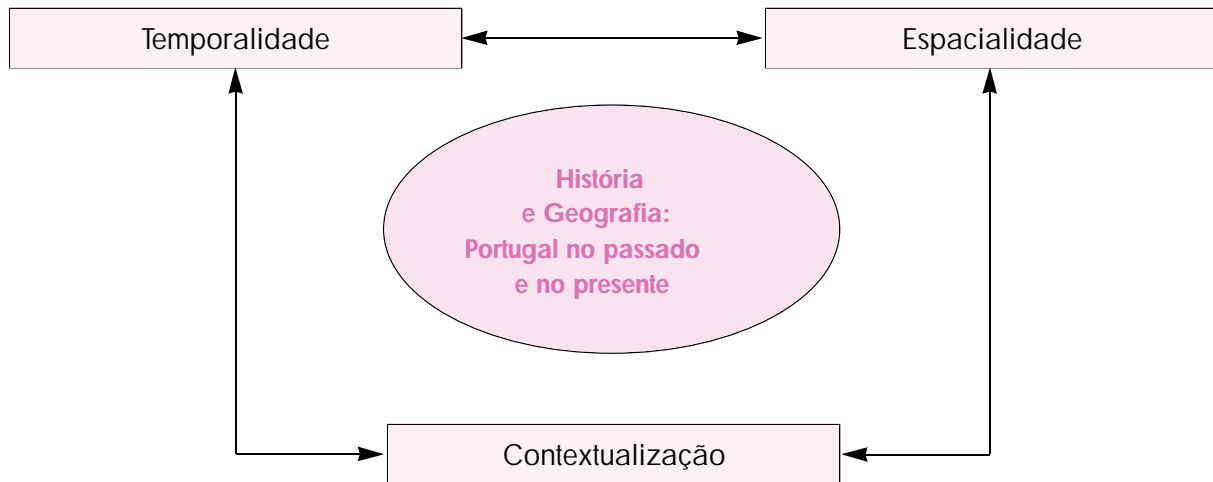 Temporalidade
Espacialidade
História
e Geografia:
Portugal no passado
e no presente
Contextualização